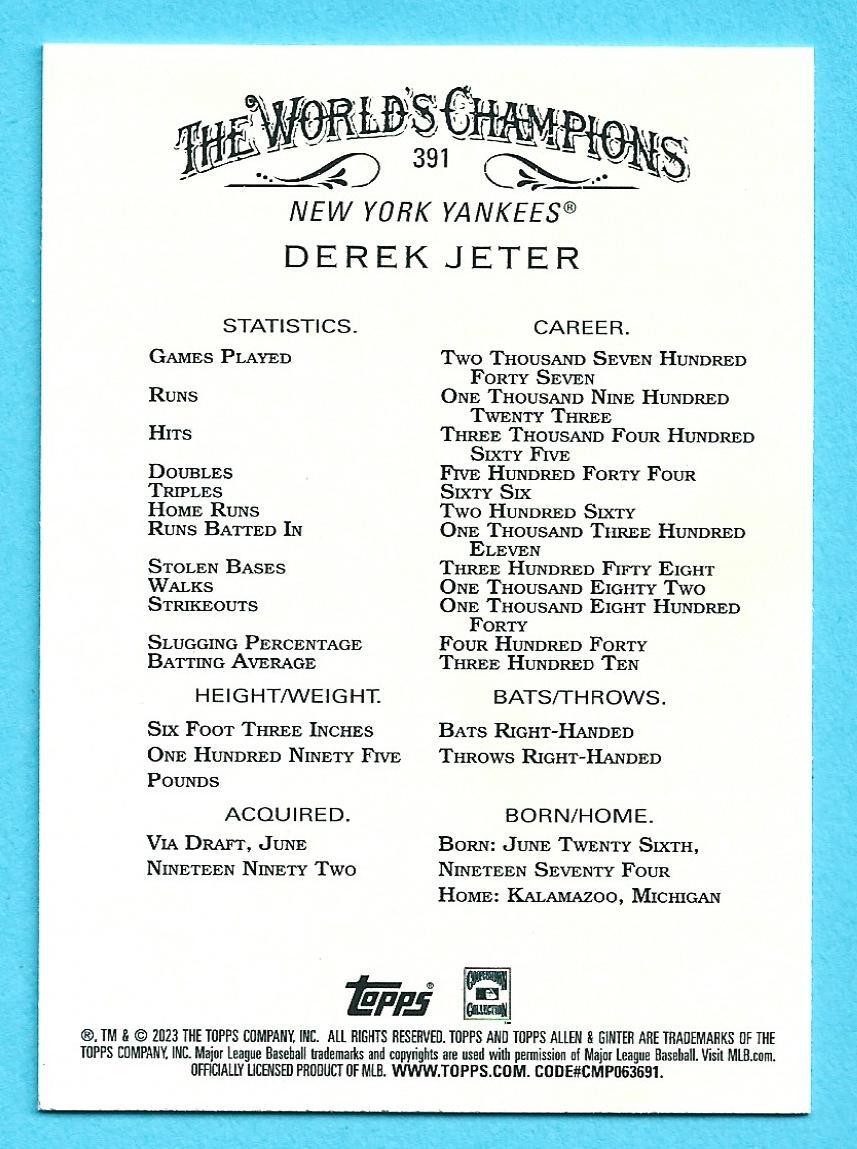 THE WORLD'S CHAMPIONS
391
NEW YORK YANKEES®
DEREK JETER
STATISTICS. CAREER.
GAMES PLAYED TWO THOUSAND SEVEN HUNDRED
FORTY SEVEN
RUNS ONE THOUSAND NINE HUNDRED
TWENTY THREE
HITS THREE THOUSAND FOUR HUNDRED
SIXTY FIVE
DOUBLES FIVE HUNDRED FORTY FOUR
TRIPLES SIXTY SIX
HOME RUNS TWO HUNDRED SIXTY
RUNS BATTED IN ONE THOUSAND THREE HUNDRED
ELEVEN
STOLEN BASES THREE HUNDRED FIFTY EIGHT
WALKS ONE THOUSAND EIGHTY TWO
STRIKEOUTS ONE THOUSAND EIGHT HUNDRED
FORTY
SLUGGING PERCENTAGE FOUR HUNDRED FORTY
BATTING AVERAGE THREE HUNDRED TEN
HEIGHT/WEIGHT. BATS/THROWS.
SIX FOOT THREE INCHES BATS RIGHT-HANDED
ONE HUNDRED NINETY FIVE THROWS RIGHT-HANDED
POUNDS
ACQUIRED. BORN/HOME.
VIA DRAFT, JUNE BORN: JUNE TWENTY SIXTH,
NINETEEN NINETY TWO NINETEEN SEVENTY FOUR
HOME: KALAMAZOO, MICHIGAN
topps® COOPERSTOWN COLLECTION™
®, TM & © 2023 THE TOPPS COMPANY, INC. ALL RIGHTS RESERVED. TOPPS AND TOPPS ALLEN & GINTER ARE TRADEMARKS OF THE
TOPPS COMPANY, INC. Major League Baseball trademarks and copyrights are used with permission of Major League Baseball. Visit MLB.com.
OFFICIALLY LICENSED PRODUCT OF MLB. WWW.TOPPS.COM. CODE#CMP063691.